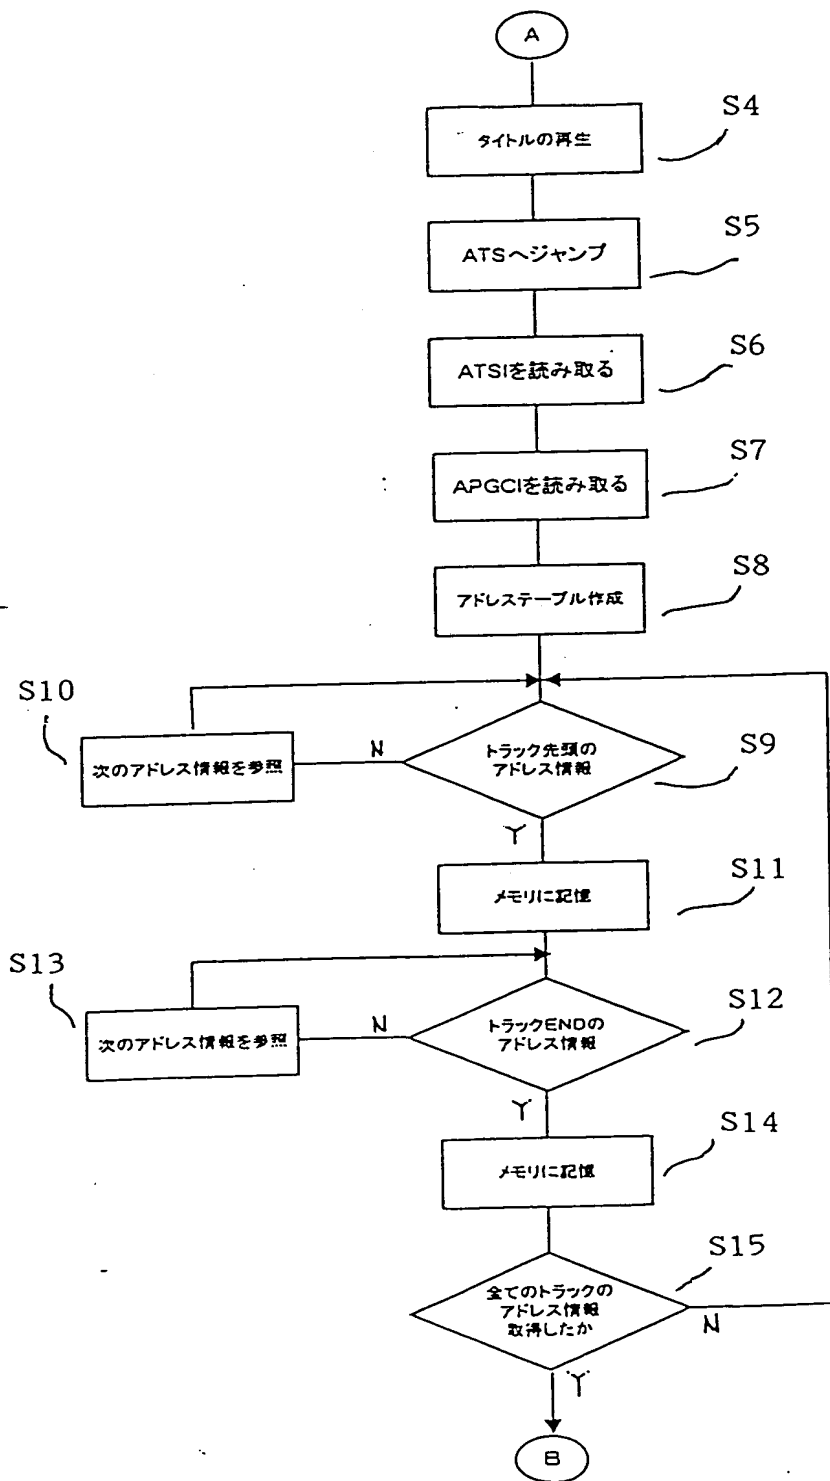 A
タイトルの再生
S4
ATSへジャンプ
S5
ATSIを読み取る
S6
APGCIを読み取る
S7
アドレステーブル作成
S8
S10
次のアドレス情報を参照
N
トラック先頭の
アドレス情報
S9
Y
メモリに記憶
S11
S13
次のアドレス情報を参照
N
トラックENDの
アドレス情報
S12
Y
メモリに記憶
S14
全てのトラックの
アドレス情報
取得したか
S15
N
Y
B